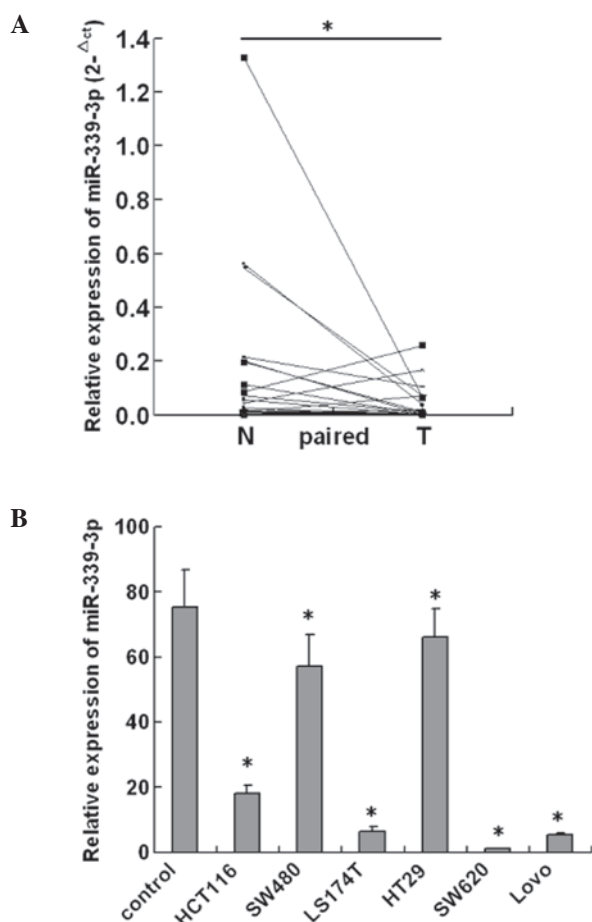 A
Relative expression of miR-339-3p (2-Δct)
*
1.4
1.2
1.0
0.8
0.6
0.4
0.2
0.0
N paired T
B
Relative expression of miR-339-3p
100
80
60
40
20
0
* * * * * *
control HCT116 SW480 LS174T HT29 SW620 Lovo